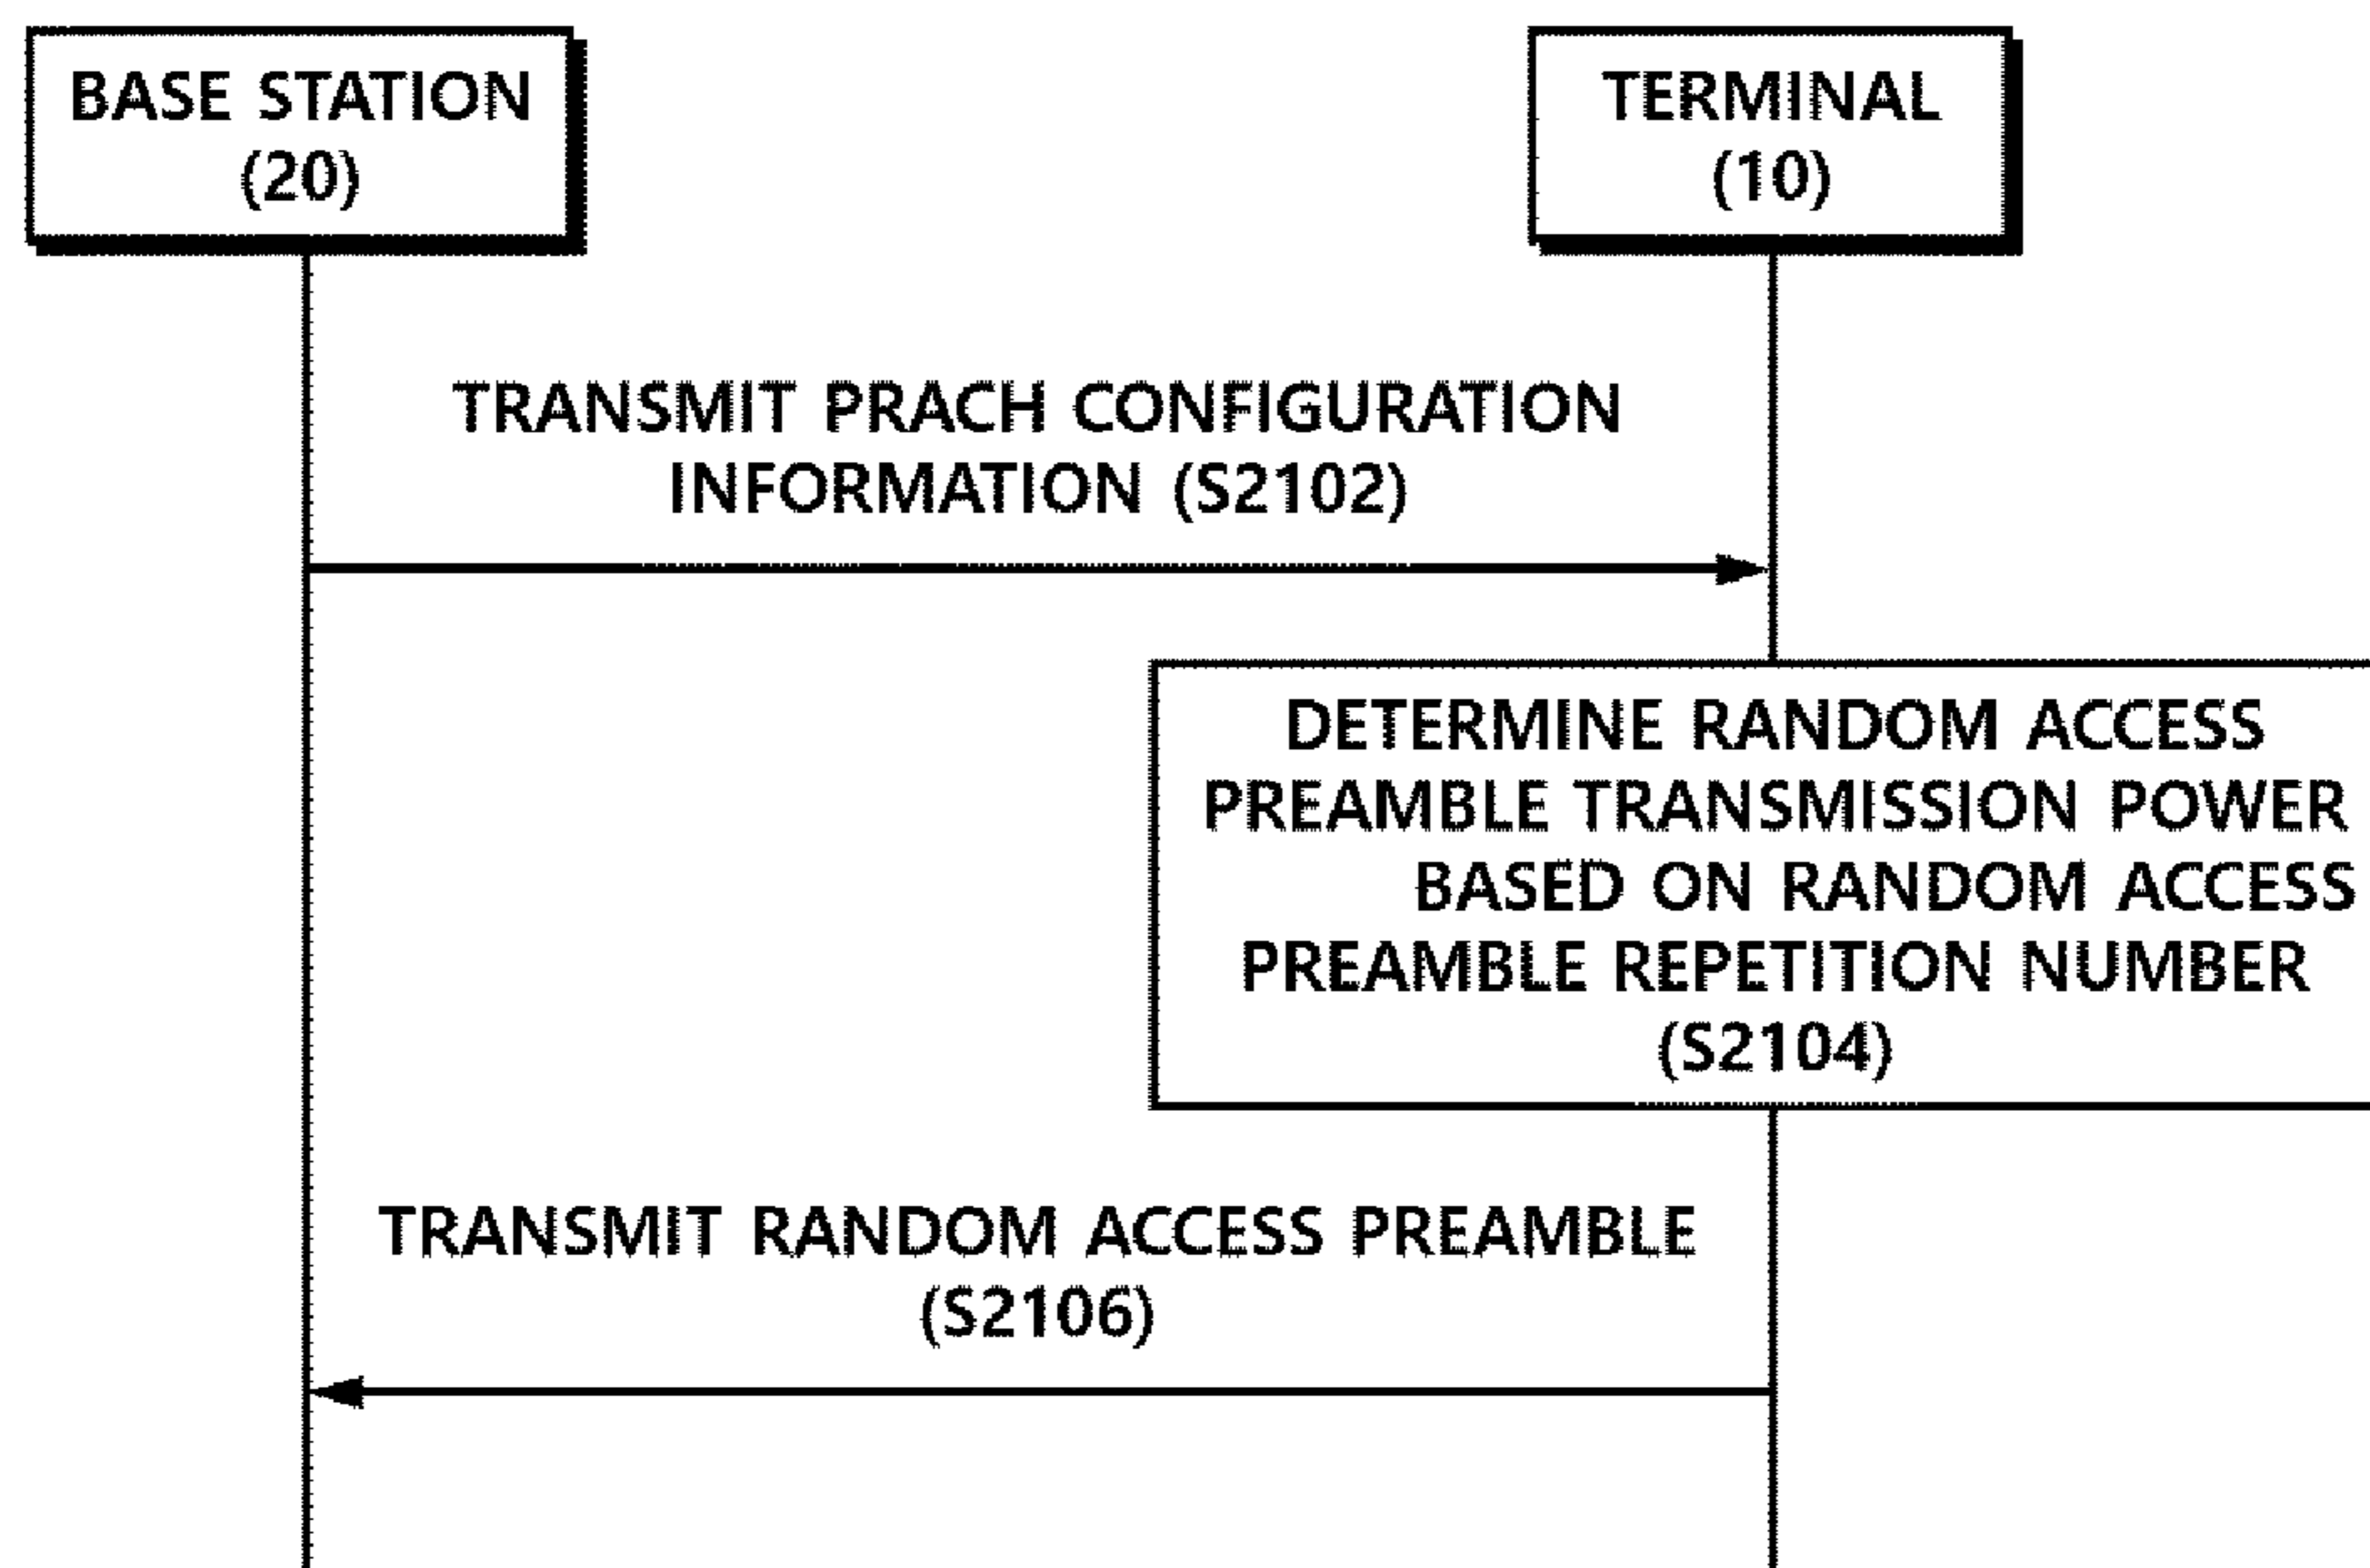 BASE STATION
(20)
TERMINAL
(10)
TRANSMIT PRACH CONFIGURATION
INFORMATION (S2102)
DETERMINE RANDOM ACCESS
PREAMBLE TRANSMISSION POWER
BASED ON RANDOM ACCESS
PREAMBLE REPETITION NUMBER
(S2104)
TRANSMIT RANDOM ACCESS PREAMBLE
(S2106)